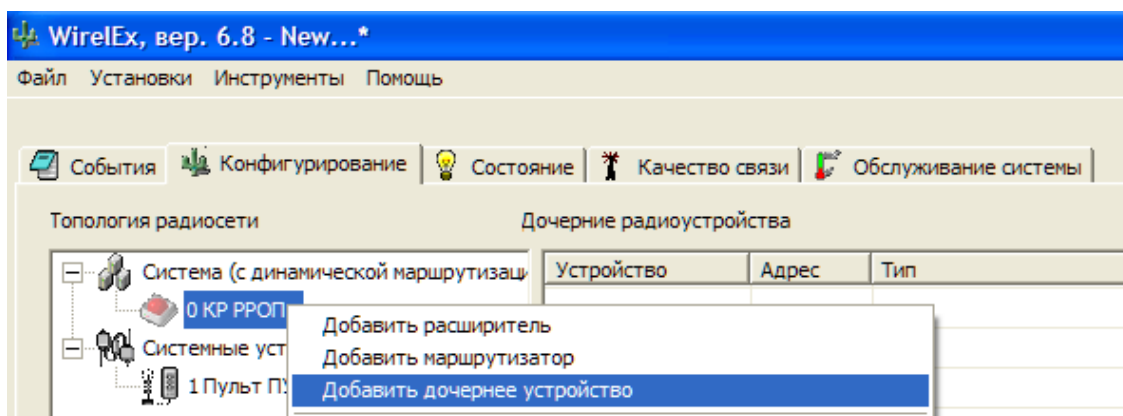 WirelEx, вер. 6.8 - New...*
Файл Установки Инструменты Помощь
События Конфигурирование Состояние Качество связи Обслуживание системы
Топология радиосети Дочерние радиоустройства
Система (с динамической маршрутизаци Устройство Адрес Тип
0 КР РРОП
Добавить расширитель
Системные уст Добавить маршрутизатор
1 Пульт ПУ Добавить дочернее устройство